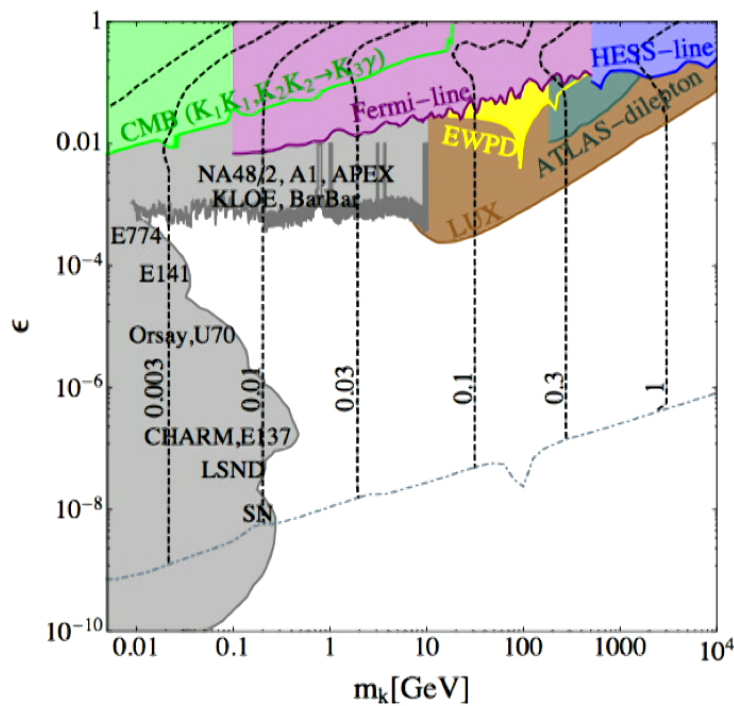 1
0.01
10⁻⁴
10⁻⁶
10⁻⁸
10⁻¹⁰
ϵ
CMB (K₁K₁,K₂K₂→K₃γ)
Fermi-line
HESS-line
EWPD
ATLAS-dilepton
LUX
NA48/2, A1, APEX
KLOE, BarBar
E774
E141
Orsay,U70
CHARM,E137
LSND
SN
0.003
0.01
0.03
0.1
0.3
1
0.01 0.1 1 10 100 1000 10⁴
mₖ[GeV]